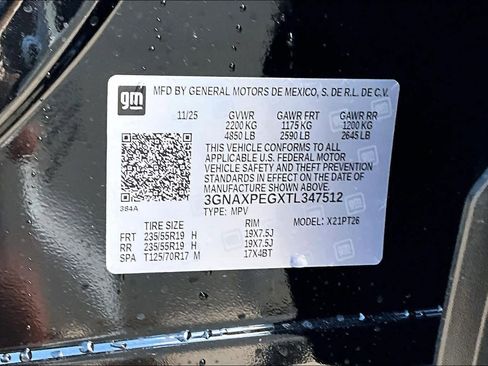 gm
MFD BY GENERAL MOTORS DE MEXICO, S. DE R.L. DE C.V.
11/25 GVWR GAWR FRT GAWR RR
2200 KG 1175 KG 1200 KG
4850 LB 2590 LB 2645 LB
THIS VEHICLE CONFORMS TO ALL
APPLICABLE U.S. FEDERAL MOTOR
VEHICLE SAFETY AND THEFT
PREVENTION STANDARDS IN
EFFECT ON THE DATE OF
MANUFACTURE SHOWN ABOVE.
384A
3GNAXPEGXTL347512
TYPE: MPV MODEL: X21PT26
TIRE SIZE RIM
FRT 235/55R19 H 19X7.5J
RR 235/55R19 H 19X7.5J
SPA T125/70R17 M 17X4BT